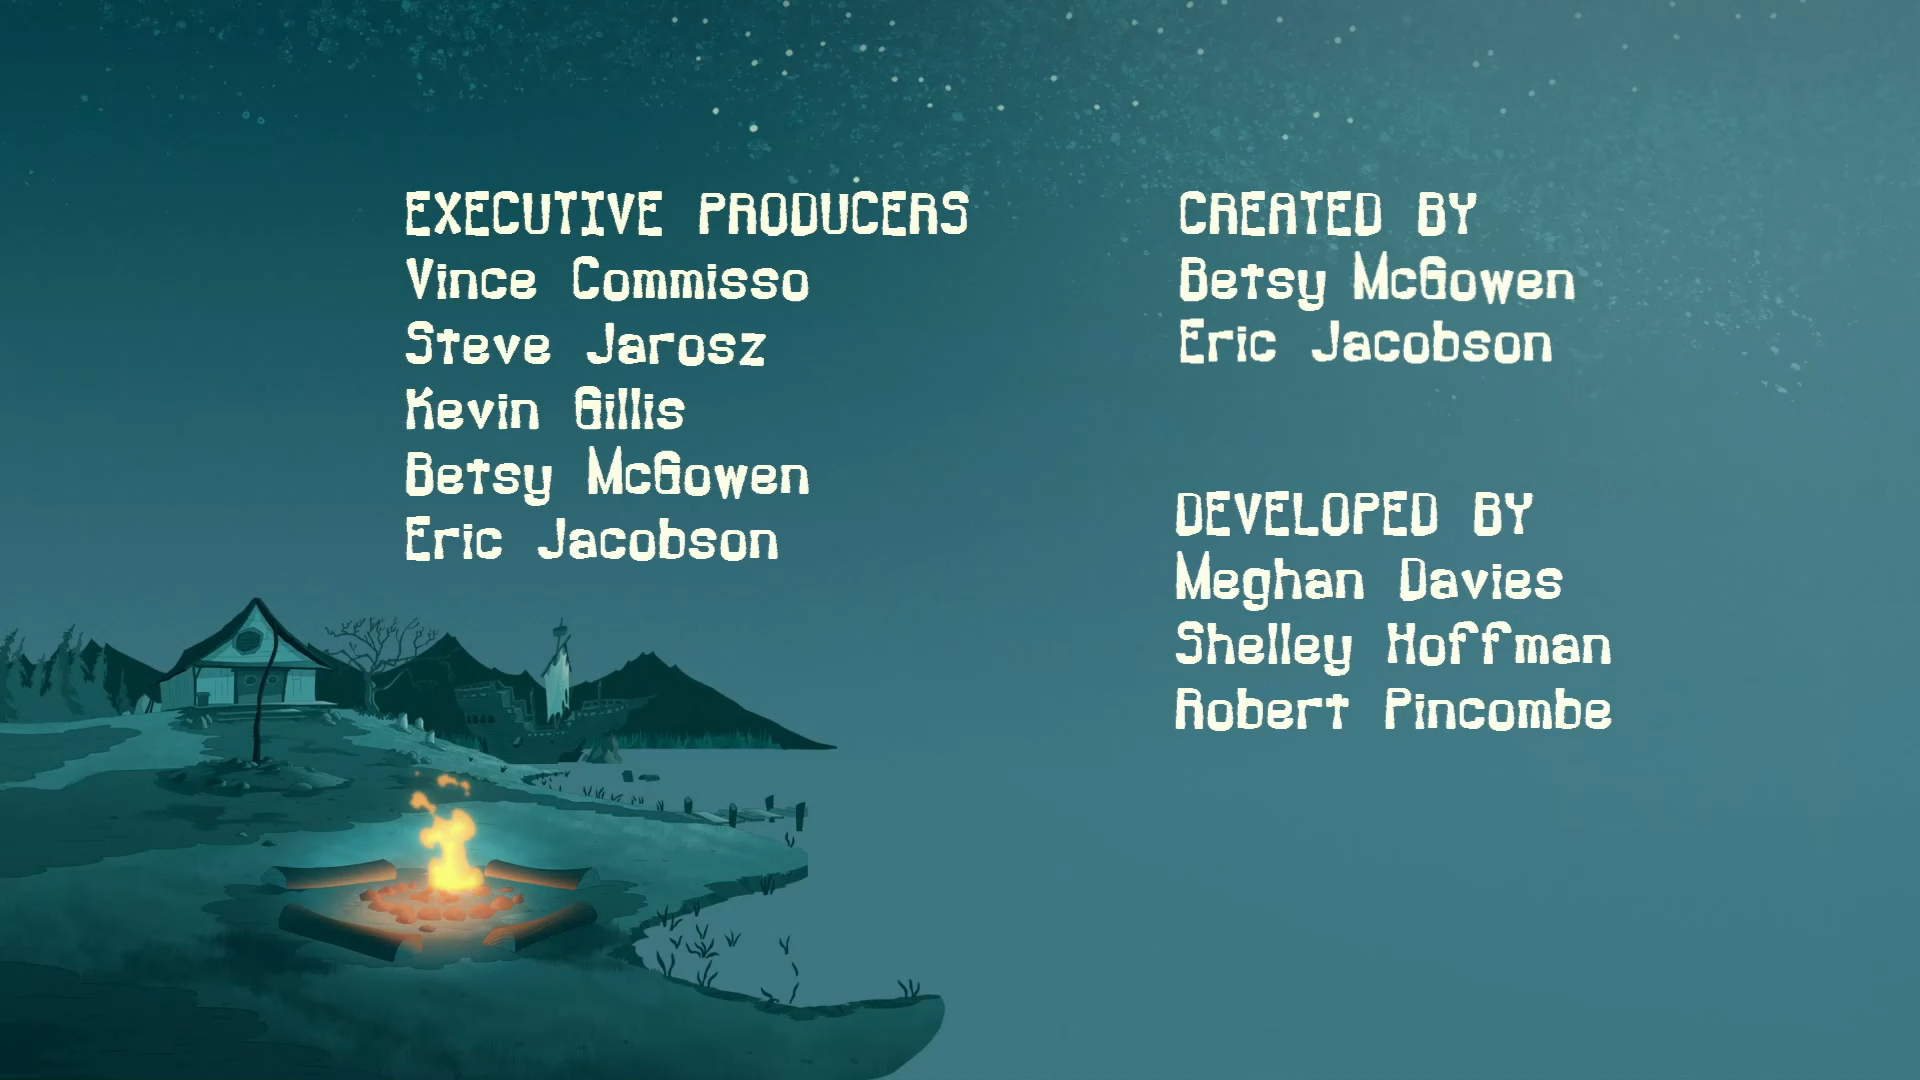 EXECUTIVE PRODUCERS
Vince Commisso
Steve Jarosz
Kevin Gillis
Betsy McGowen
Eric Jacobson
CREATED BY
Betsy McGowen
Eric Jacobson
DEVELOPED BY
Meghan Davies
Shelley Hoffman
Robert Pincombe